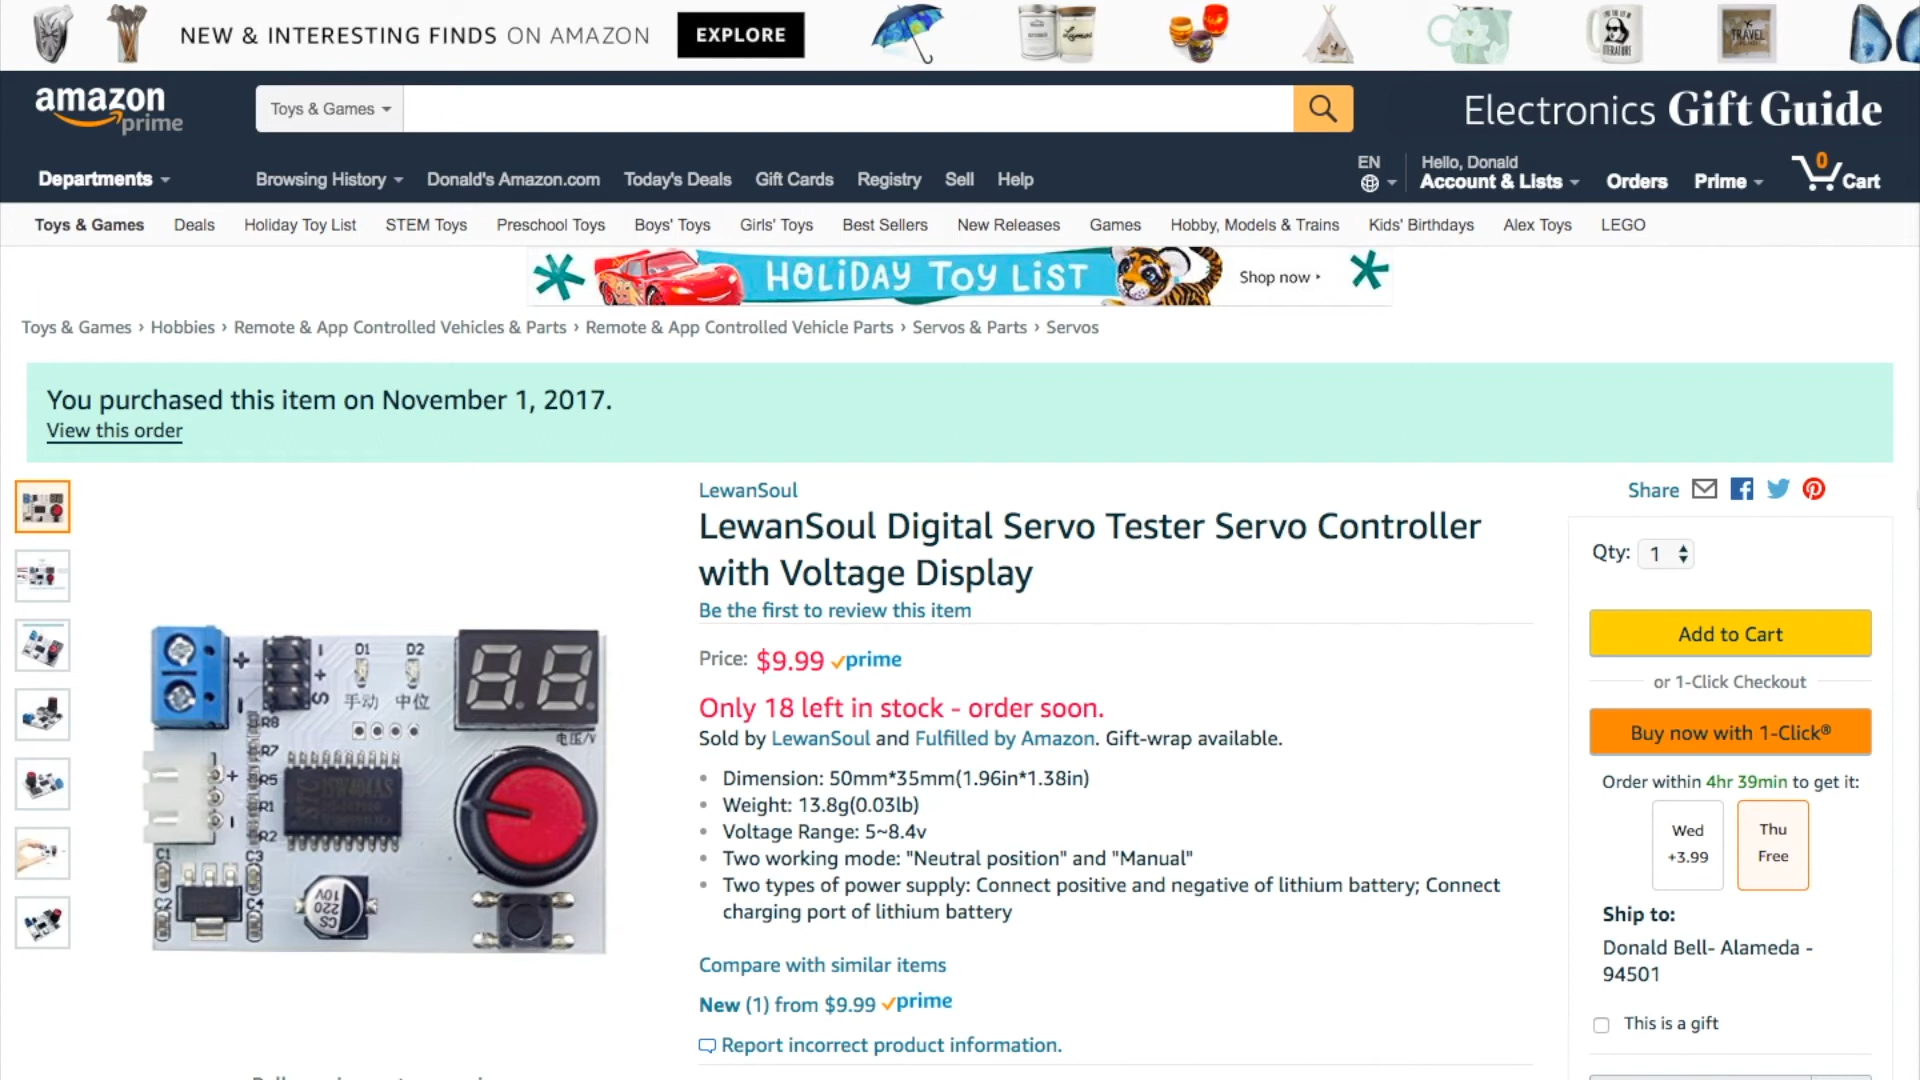 NEW & INTERESTING FINDS ON AMAZON
EXPLORE
TRAVEL
amazon
prime
Toys & Games
Electronics Gift Guide
Departments
Browsing History
Donald's Amazon.com
Today's Deals
Gift Cards
Registry
Sell
Help
EN
Hello, Donald
Account & Lists
Orders
Prime
0
Cart
Toys & Games
Deals
Holiday Toy List
STEM Toys
Preschool Toys
Boys' Toys
Girls' Toys
Best Sellers
New Releases
Games
Hobby, Models & Trains
Kids' Birthdays
Alex Toys
LEGO
HOLiDAY TOY LiST
Shop now ›
Toys & Games › Hobbies › Remote & App Controlled Vehicles & Parts › Remote & App Controlled Vehicle Parts › Servos & Parts › Servos
You purchased this item on November 1, 2017.
View this order
LewanSoul
LewanSoul Digital Servo Tester Servo Controller
with Voltage Display
Be the first to review this item
Price: $9.99 prime
Only 18 left in stock - order soon.
Sold by LewanSoul and Fulfilled by Amazon. Gift-wrap available.
• Dimension: 50mm*35mm(1.96in*1.38in)
• Weight: 13.8g(0.03lb)
• Voltage Range: 5~8.4v
• Two working mode: "Neutral position" and "Manual"
• Two types of power supply: Connect positive and negative of lithium battery; Connect
charging port of lithium battery
Compare with similar items
New (1) from $9.99 prime
Report incorrect product information.
D1
D2
手动
中位
S
电压/V
R8
R7
R5
R1
R2
C1
C3
C2
C4
10V
220
CS
Share
Qty: 1
Add to Cart
or 1-Click Checkout
Buy now with 1-Click®
Order within 4hr 39min to get it:
Wed
+3.99
Thu
Free
Ship to:
Donald Bell- Alameda -
94501
This is a gift